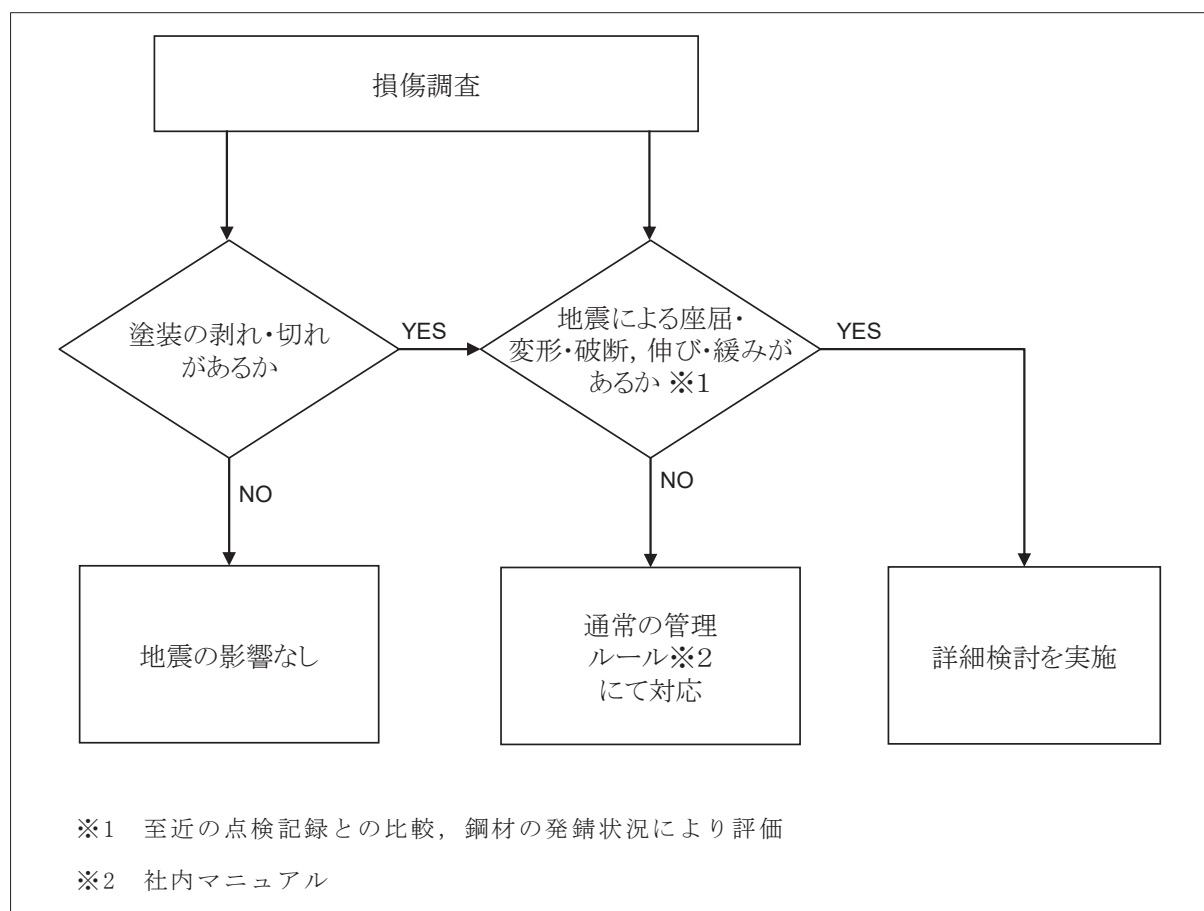 損傷調査
塗装の剥れ・切れ
があるか
YES
地震による座屈・
変形・破断, 伸び・緩みが
あるか ※1
YES
NO
NO
地震の影響なし
通常の管理
ルール※2
にて対応
詳細検討を実施
※1 至近の点検記録との比較, 鋼材の発錆状況により評価
※2 社内マニュアル